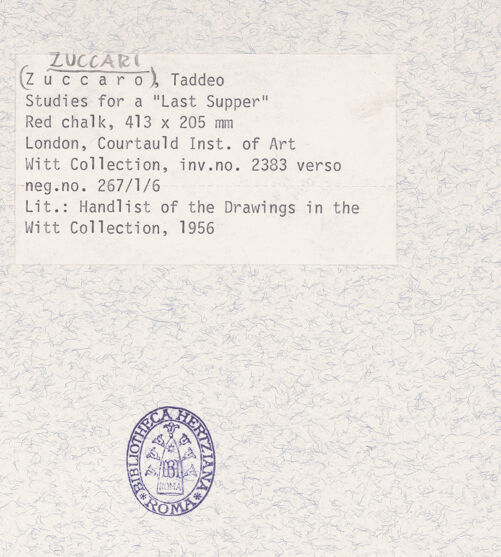 ZUCCARI
(Z u c c a r o), Taddeo
Studies for a "Last Supper"
Red chalk, 413 x 205 mm
London, Courtauld Inst. of Art
Witt Collection, inv.no. 2383 verso
neg.no. 267/1/6
Lit.: Handlist of the Drawings in the
Witt Collection, 1956
BIBLIOTHECA HERTZIANA
* ROMA *
ROMA